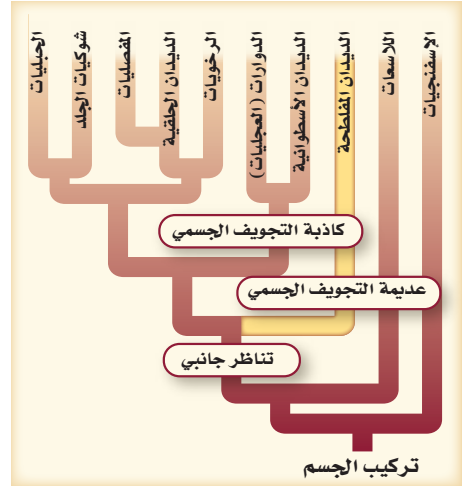 الإسفنجيات
اللاسعات
الديدان المفلطحة
الديدان الأسطوانية
الدوارات (العجليات)
الرخويات
الديدان الحلقية
المفصليات
شوكيات الجلد
الحبليات
كاذبة التجويف الجسمي
عديمة التجويف الجسمي
تناظر جانبي
تركيب الجسم